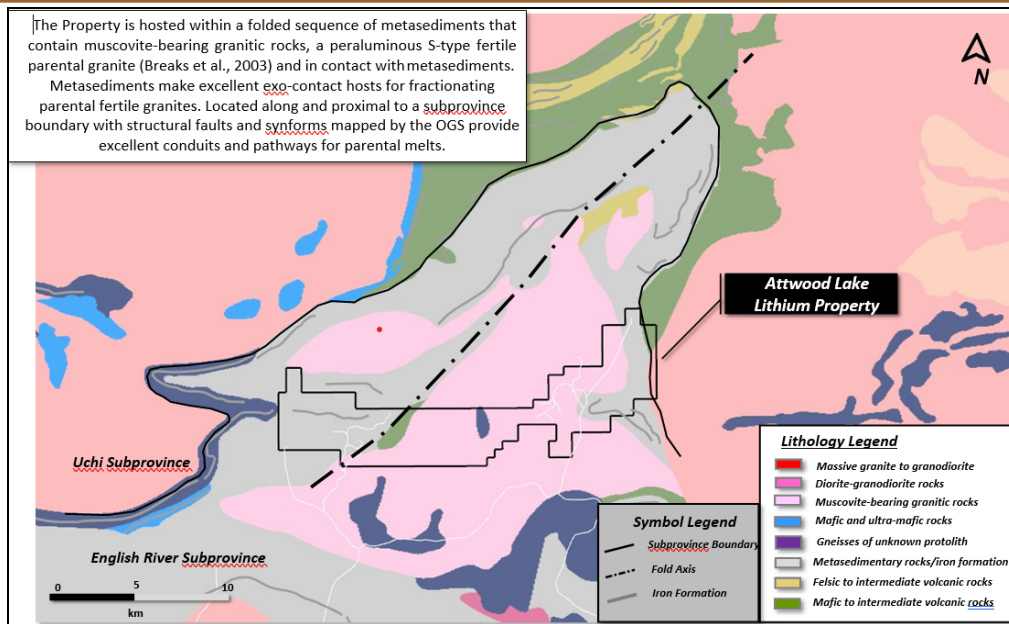 The Property is hosted within a folded sequence of metasediments that
contain muscovite-bearing granitic rocks, a peraluminous S-type fertile
parental granite (Breaks et al., 2003) and in contact with metasediments.
Metasediments make excellent exo-contact hosts for fractionating
parental fertile granites. Located along and proximal to a subprovince
boundary with structural faults and synforms mapped by the OGS provide
excellent conduits and pathways for parental melts.
N
Attwood Lake
Lithium Property
Uchi Subprovince
English River Subprovince
0 5 10
km
Symbol Legend
Subprovince Boundary
Fold Axis
Iron Formation
Lithology Legend
Massive granite to granodiorite
Diorite-granodiorite rocks
Muscovite-bearing granitic rocks
Mafic and ultra-mafic rocks
Gneisses of unknown protolith
Metasedimentary rocks/iron formation
Felsic to intermediate volcanic rocks
Mafic to intermediate volcanic rocks